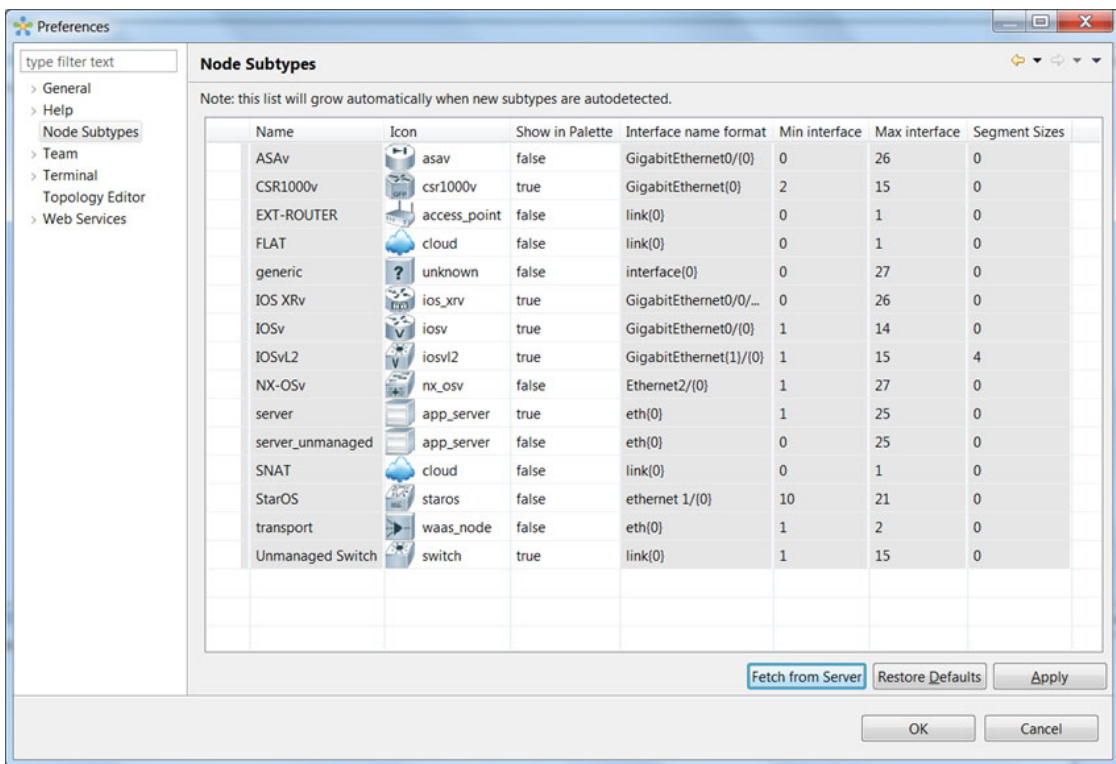 Preferences
type filter text
General
Help
Node Subtypes
Team
Terminal
Topology Editor
Web Services
Node Subtypes
Note: this list will grow automatically when new subtypes are autodetected.
Name Icon Show in Palette Interface name format Min interface Max interface Segment Sizes
ASAv asav false GigabitEthernet0/{0} 0 26 0
CSR1000v csr1000v true GigabitEthernet{0} 2 15 0
EXT-ROUTER access_point false link{0} 0 1 0
FLAT cloud false link{0} 0 1 0
generic ? unknown false interface{0} 0 27 0
IOS XRv ios_xrv true GigabitEthernet0/0/... 0 26 0
IOSv V iosv true GigabitEthernet0/{0} 1 14 0
IOSvL2 V iosvl2 true GigabitEthernet{1}/{0} 1 15 4
NX-OSv nx_osv false Ethernet2/{0} 1 27 0
server app_server true eth{0} 1 25 0
server_unmanaged app_server false eth{0} 0 25 0
SNAT cloud false link{0} 0 1 0
StarOS staros false ethernet 1/{0} 10 21 0
transport waas_node false eth{0} 1 2 0
Unmanaged Switch switch true link{0} 1 15 0
Fetch from Server Restore Defaults Apply
OK Cancel